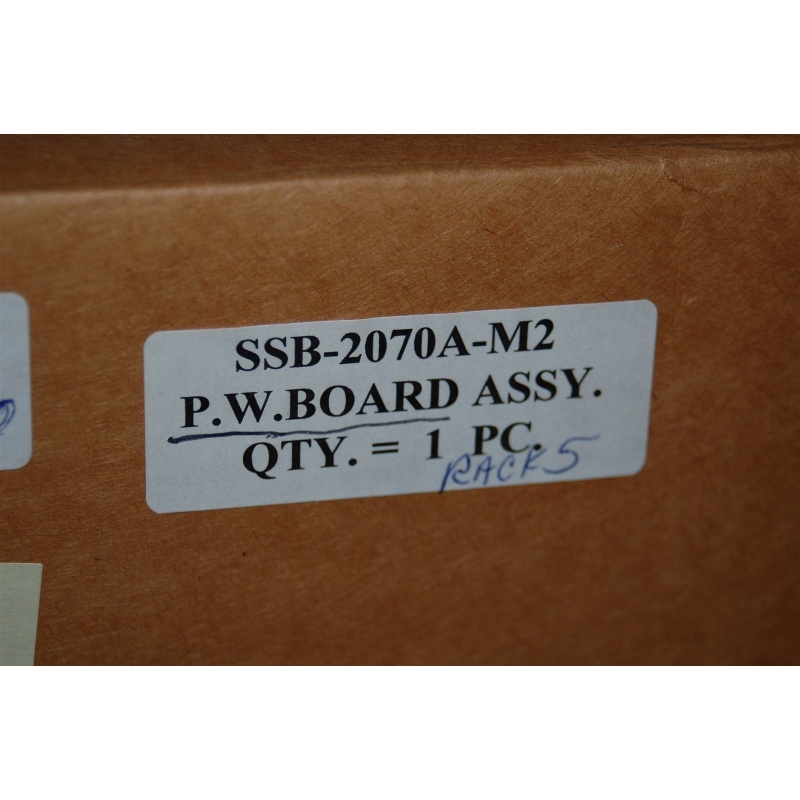 SSB-2070A-M2
P.W.BOARD ASSY.
QTY. = 1 PC.
RACK 5